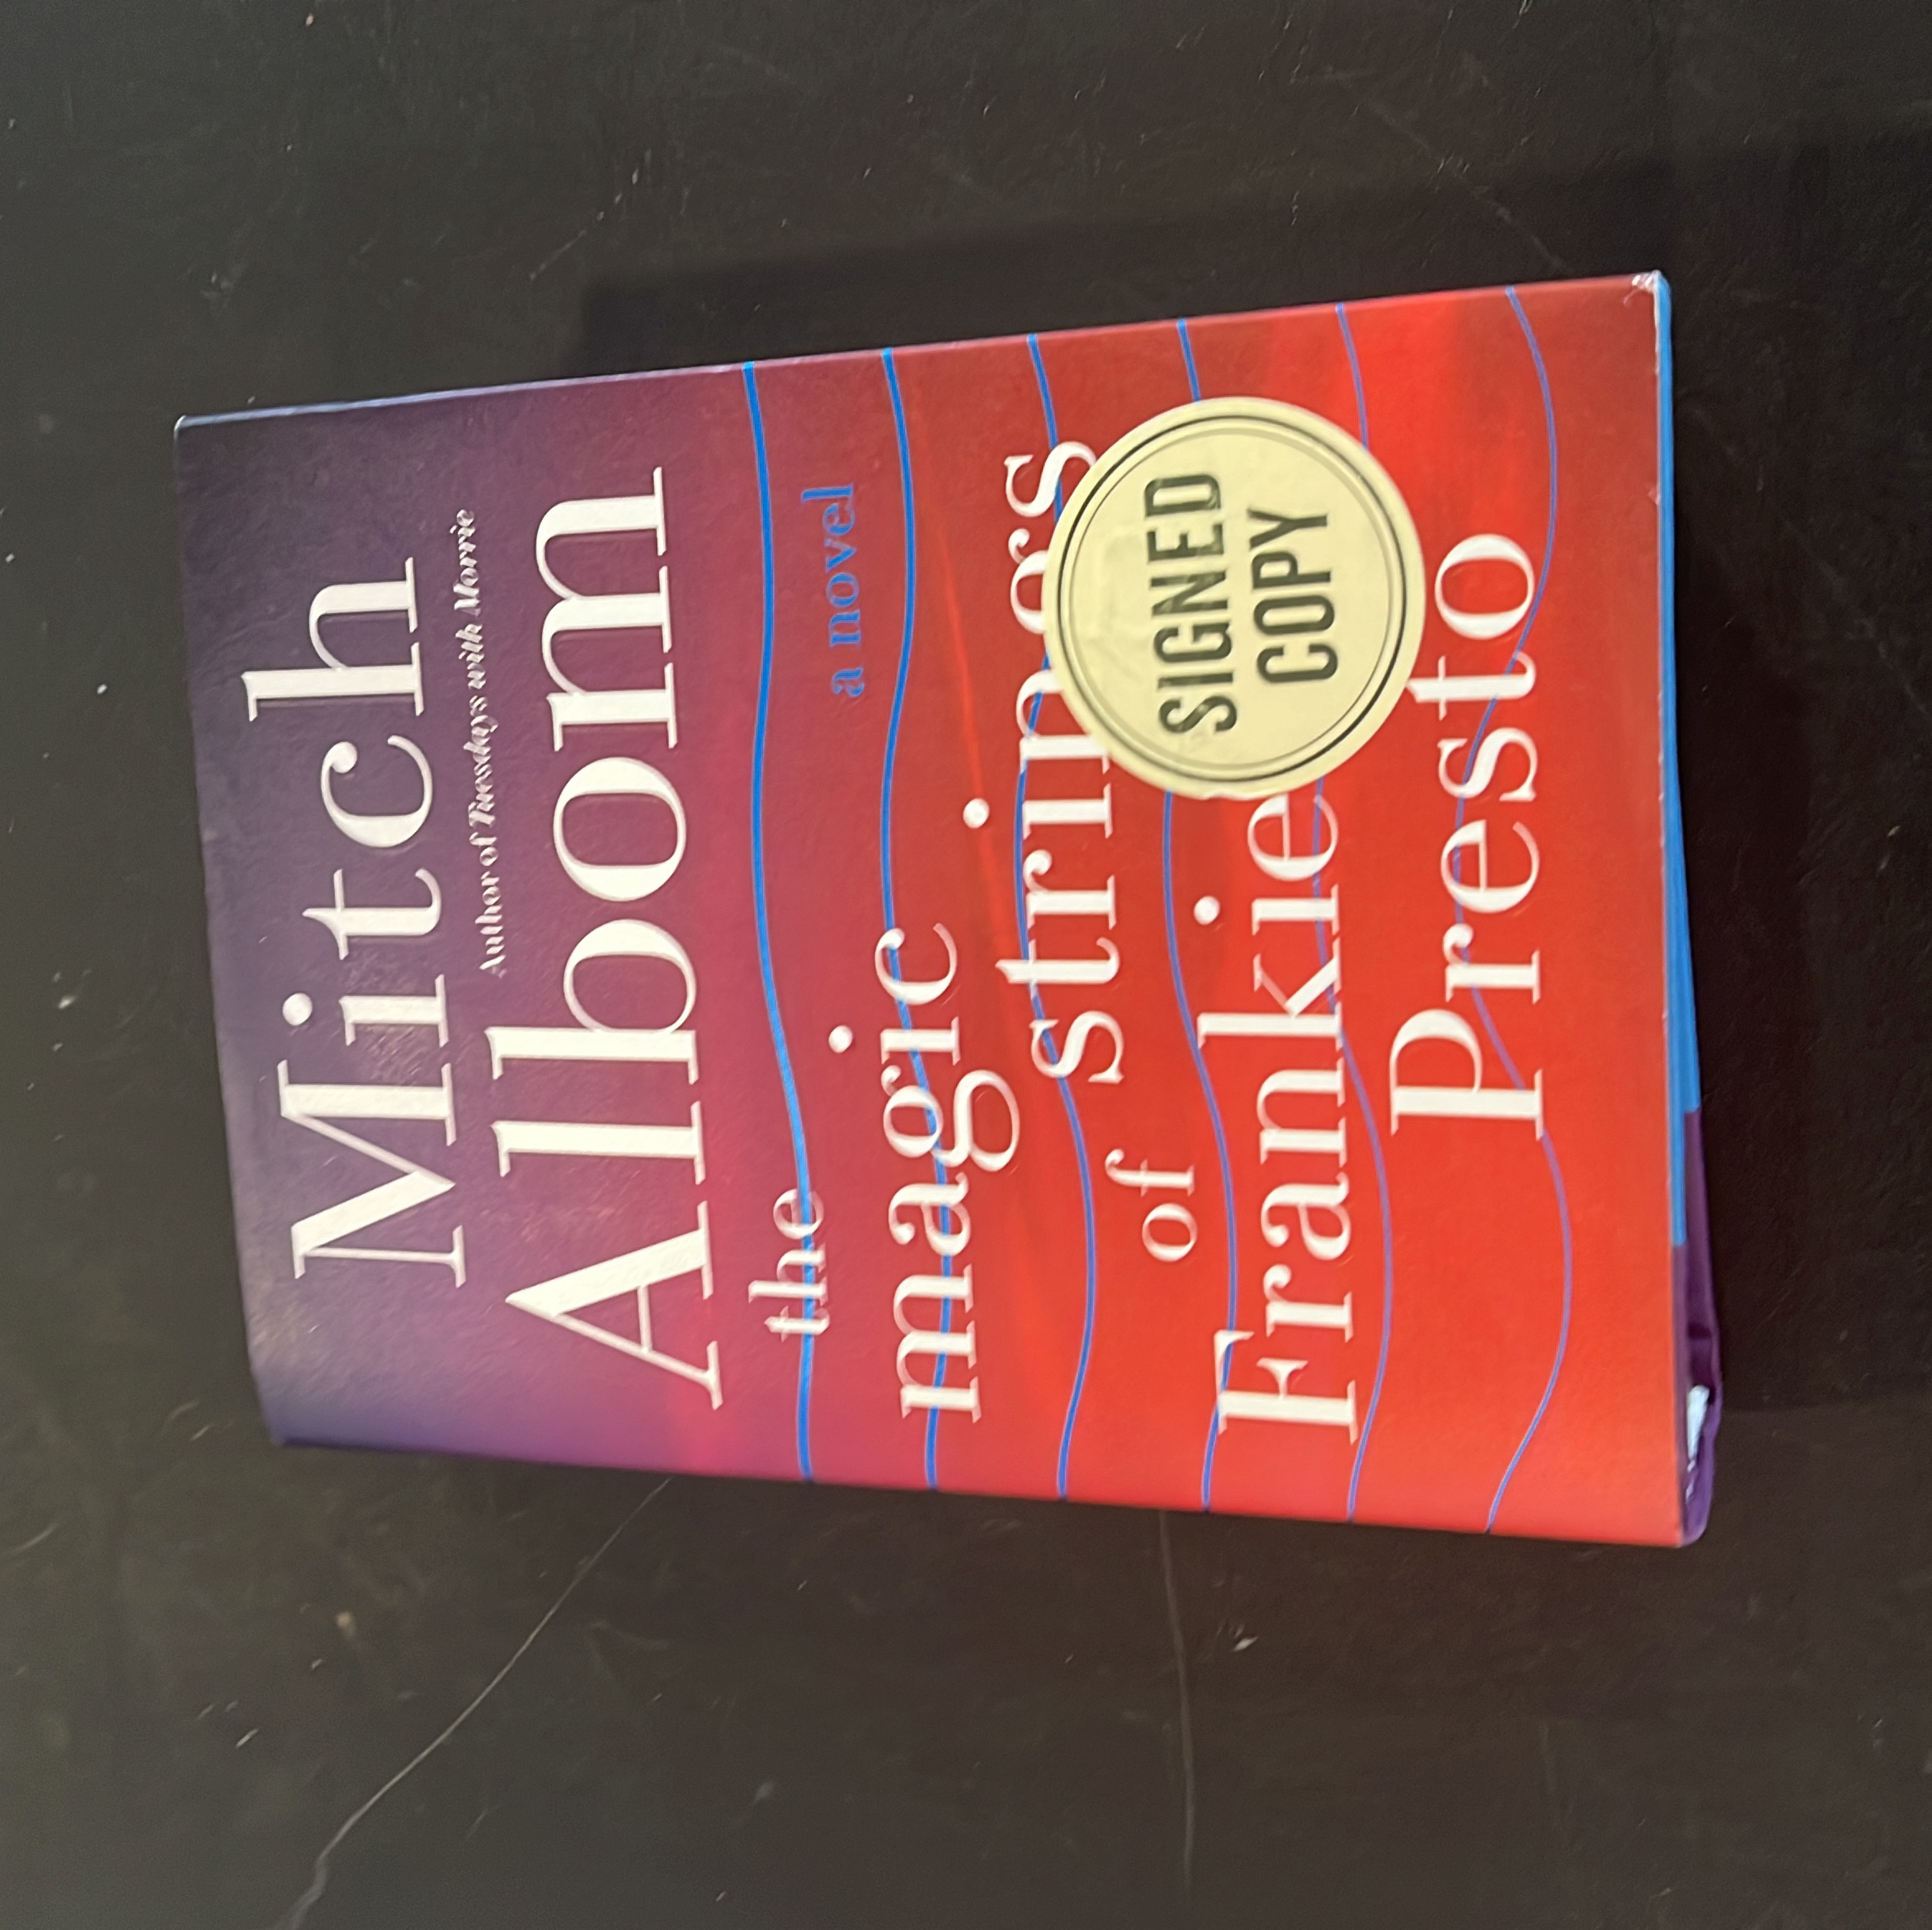 Mitch
Author of Tuesdays with Morrie
Albom
the
a novel
magic
strings
of
Frankie
Presto
SIGNED
COPY